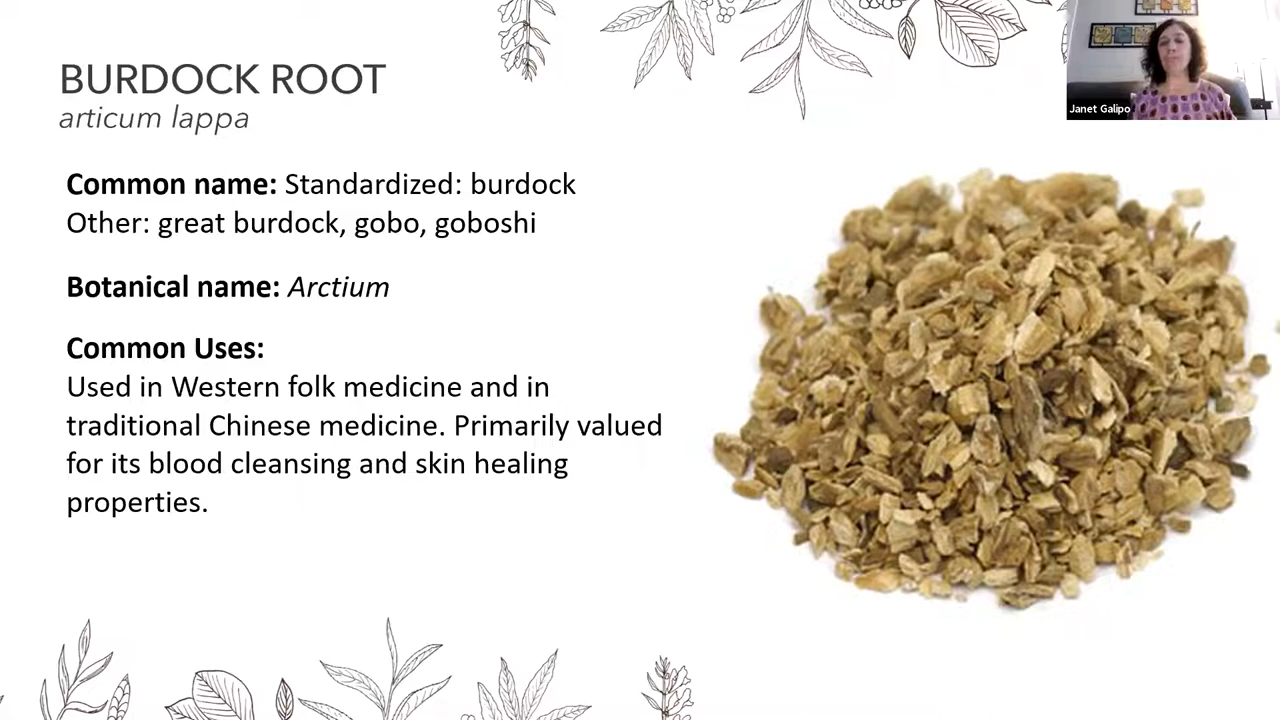 BURDOCK ROOT
articum lappa
Common name: Standardized: burdock
Other: great burdock, gobo, goboshi
Botanical name: Arctium
Common Uses:
Used in Western folk medicine and in
traditional Chinese medicine. Primarily valued
for its blood cleansing and skin healing
properties.
Janet Galipo